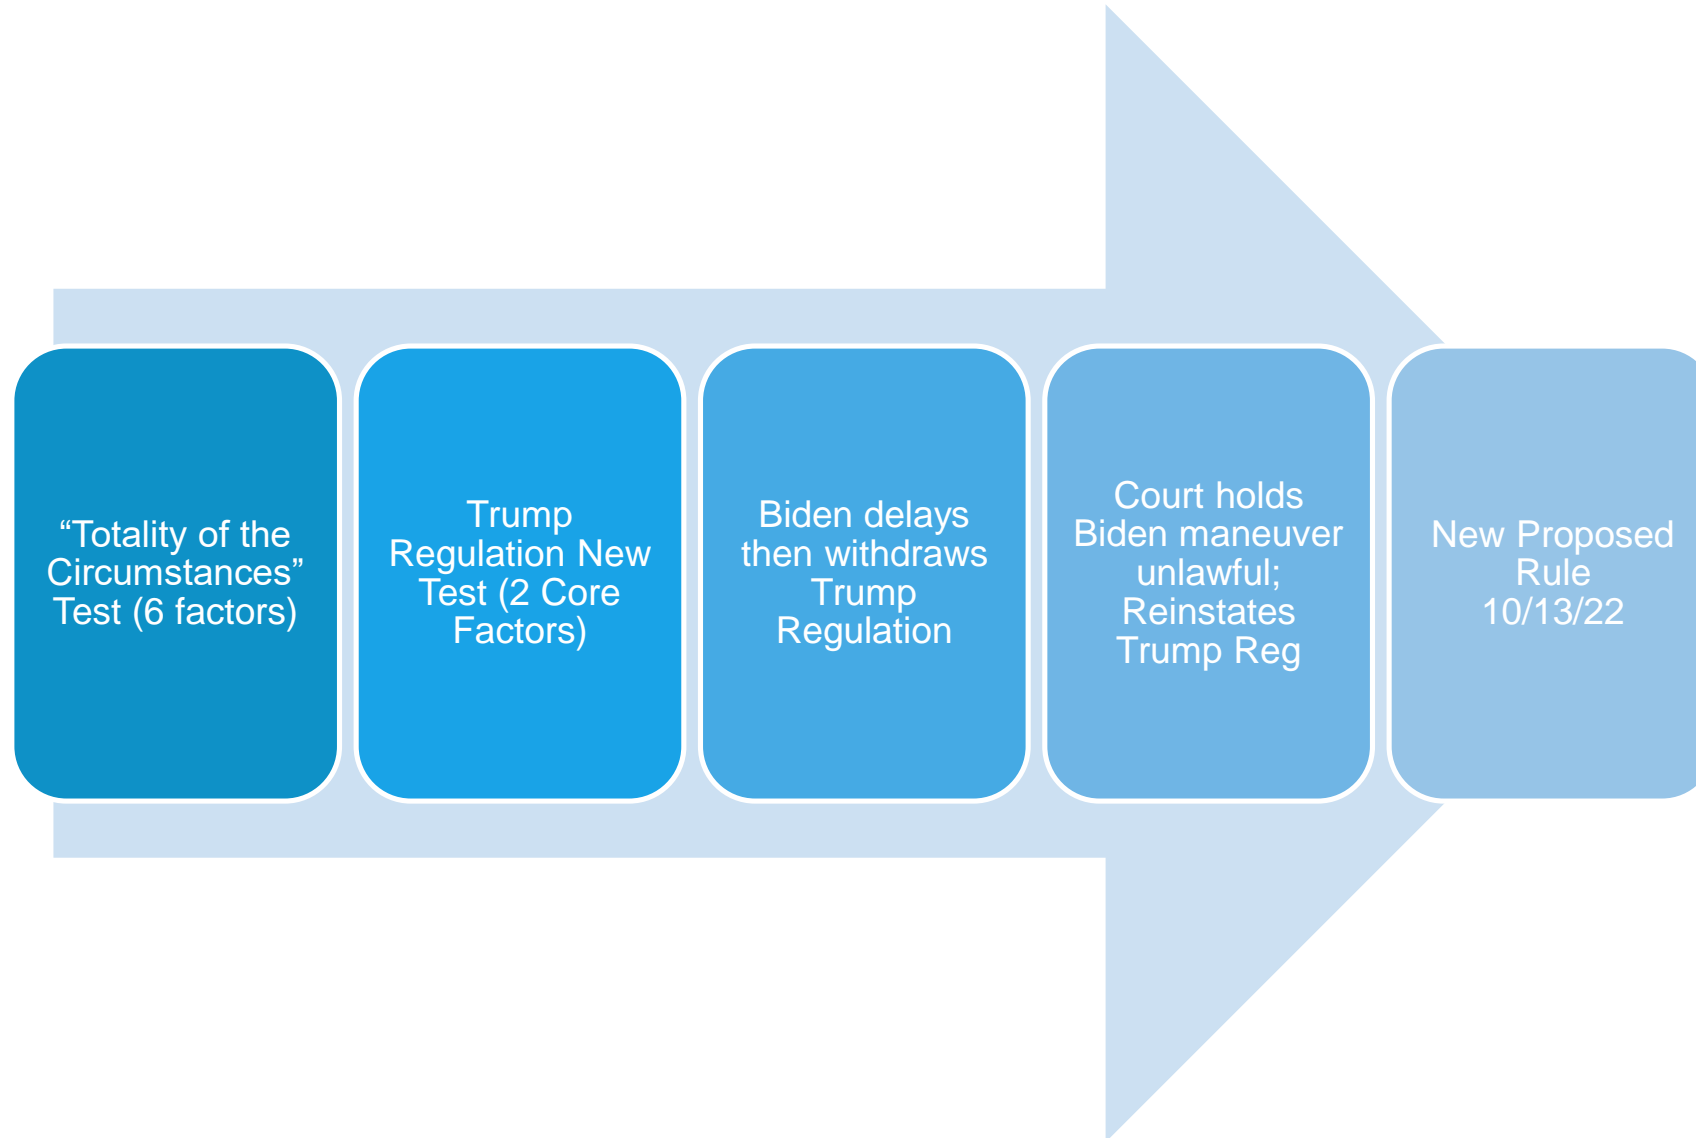 “Totality of the
Circumstances”
Test (6 factors)
Trump
Regulation New
Test (2 Core
Factors)
Biden delays
then withdraws
Trump
Regulation
Court holds
Biden maneuver
unlawful;
Reinstates
Trump Reg
New Proposed
Rule
10/13/22